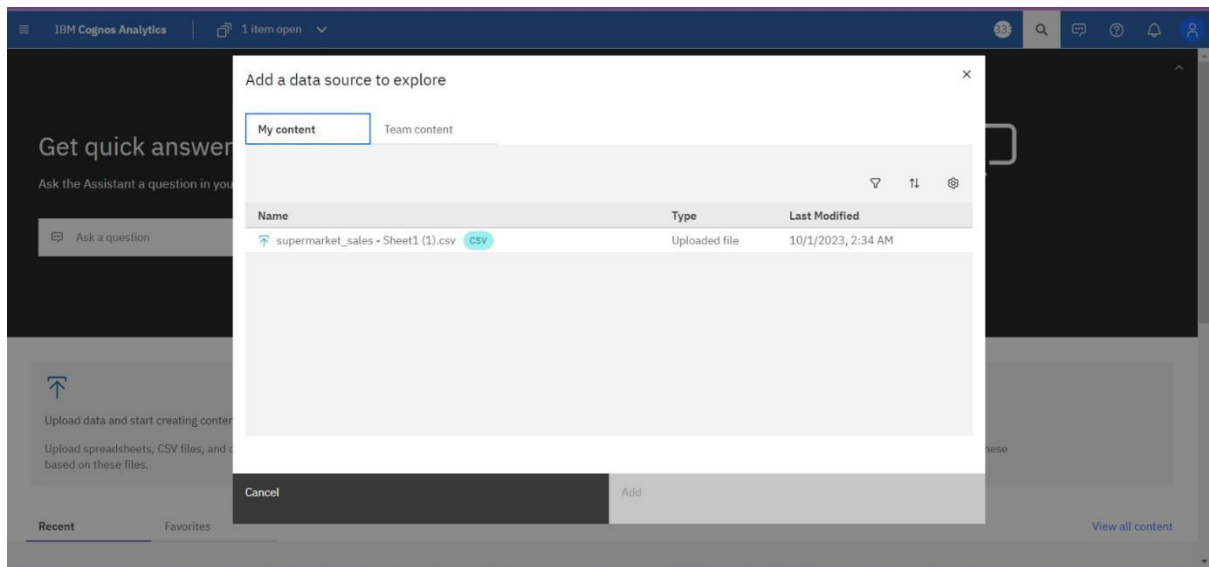 IBM Cognos Analytics
1 item open
33
Add a data source to explore
My content
Team content
Get quick answer
Ask the Assistant a question in you
Ask a question
Name Type Last Modified
supermarket_sales - Sheet1 (1).csv CSV Uploaded file 10/1/2023, 2:34 AM
Upload data and start creating conter
Upload spreadsheets, CSV files, and
based on these files.
hese
Cancel
Add
Recent
Favorites
View all content